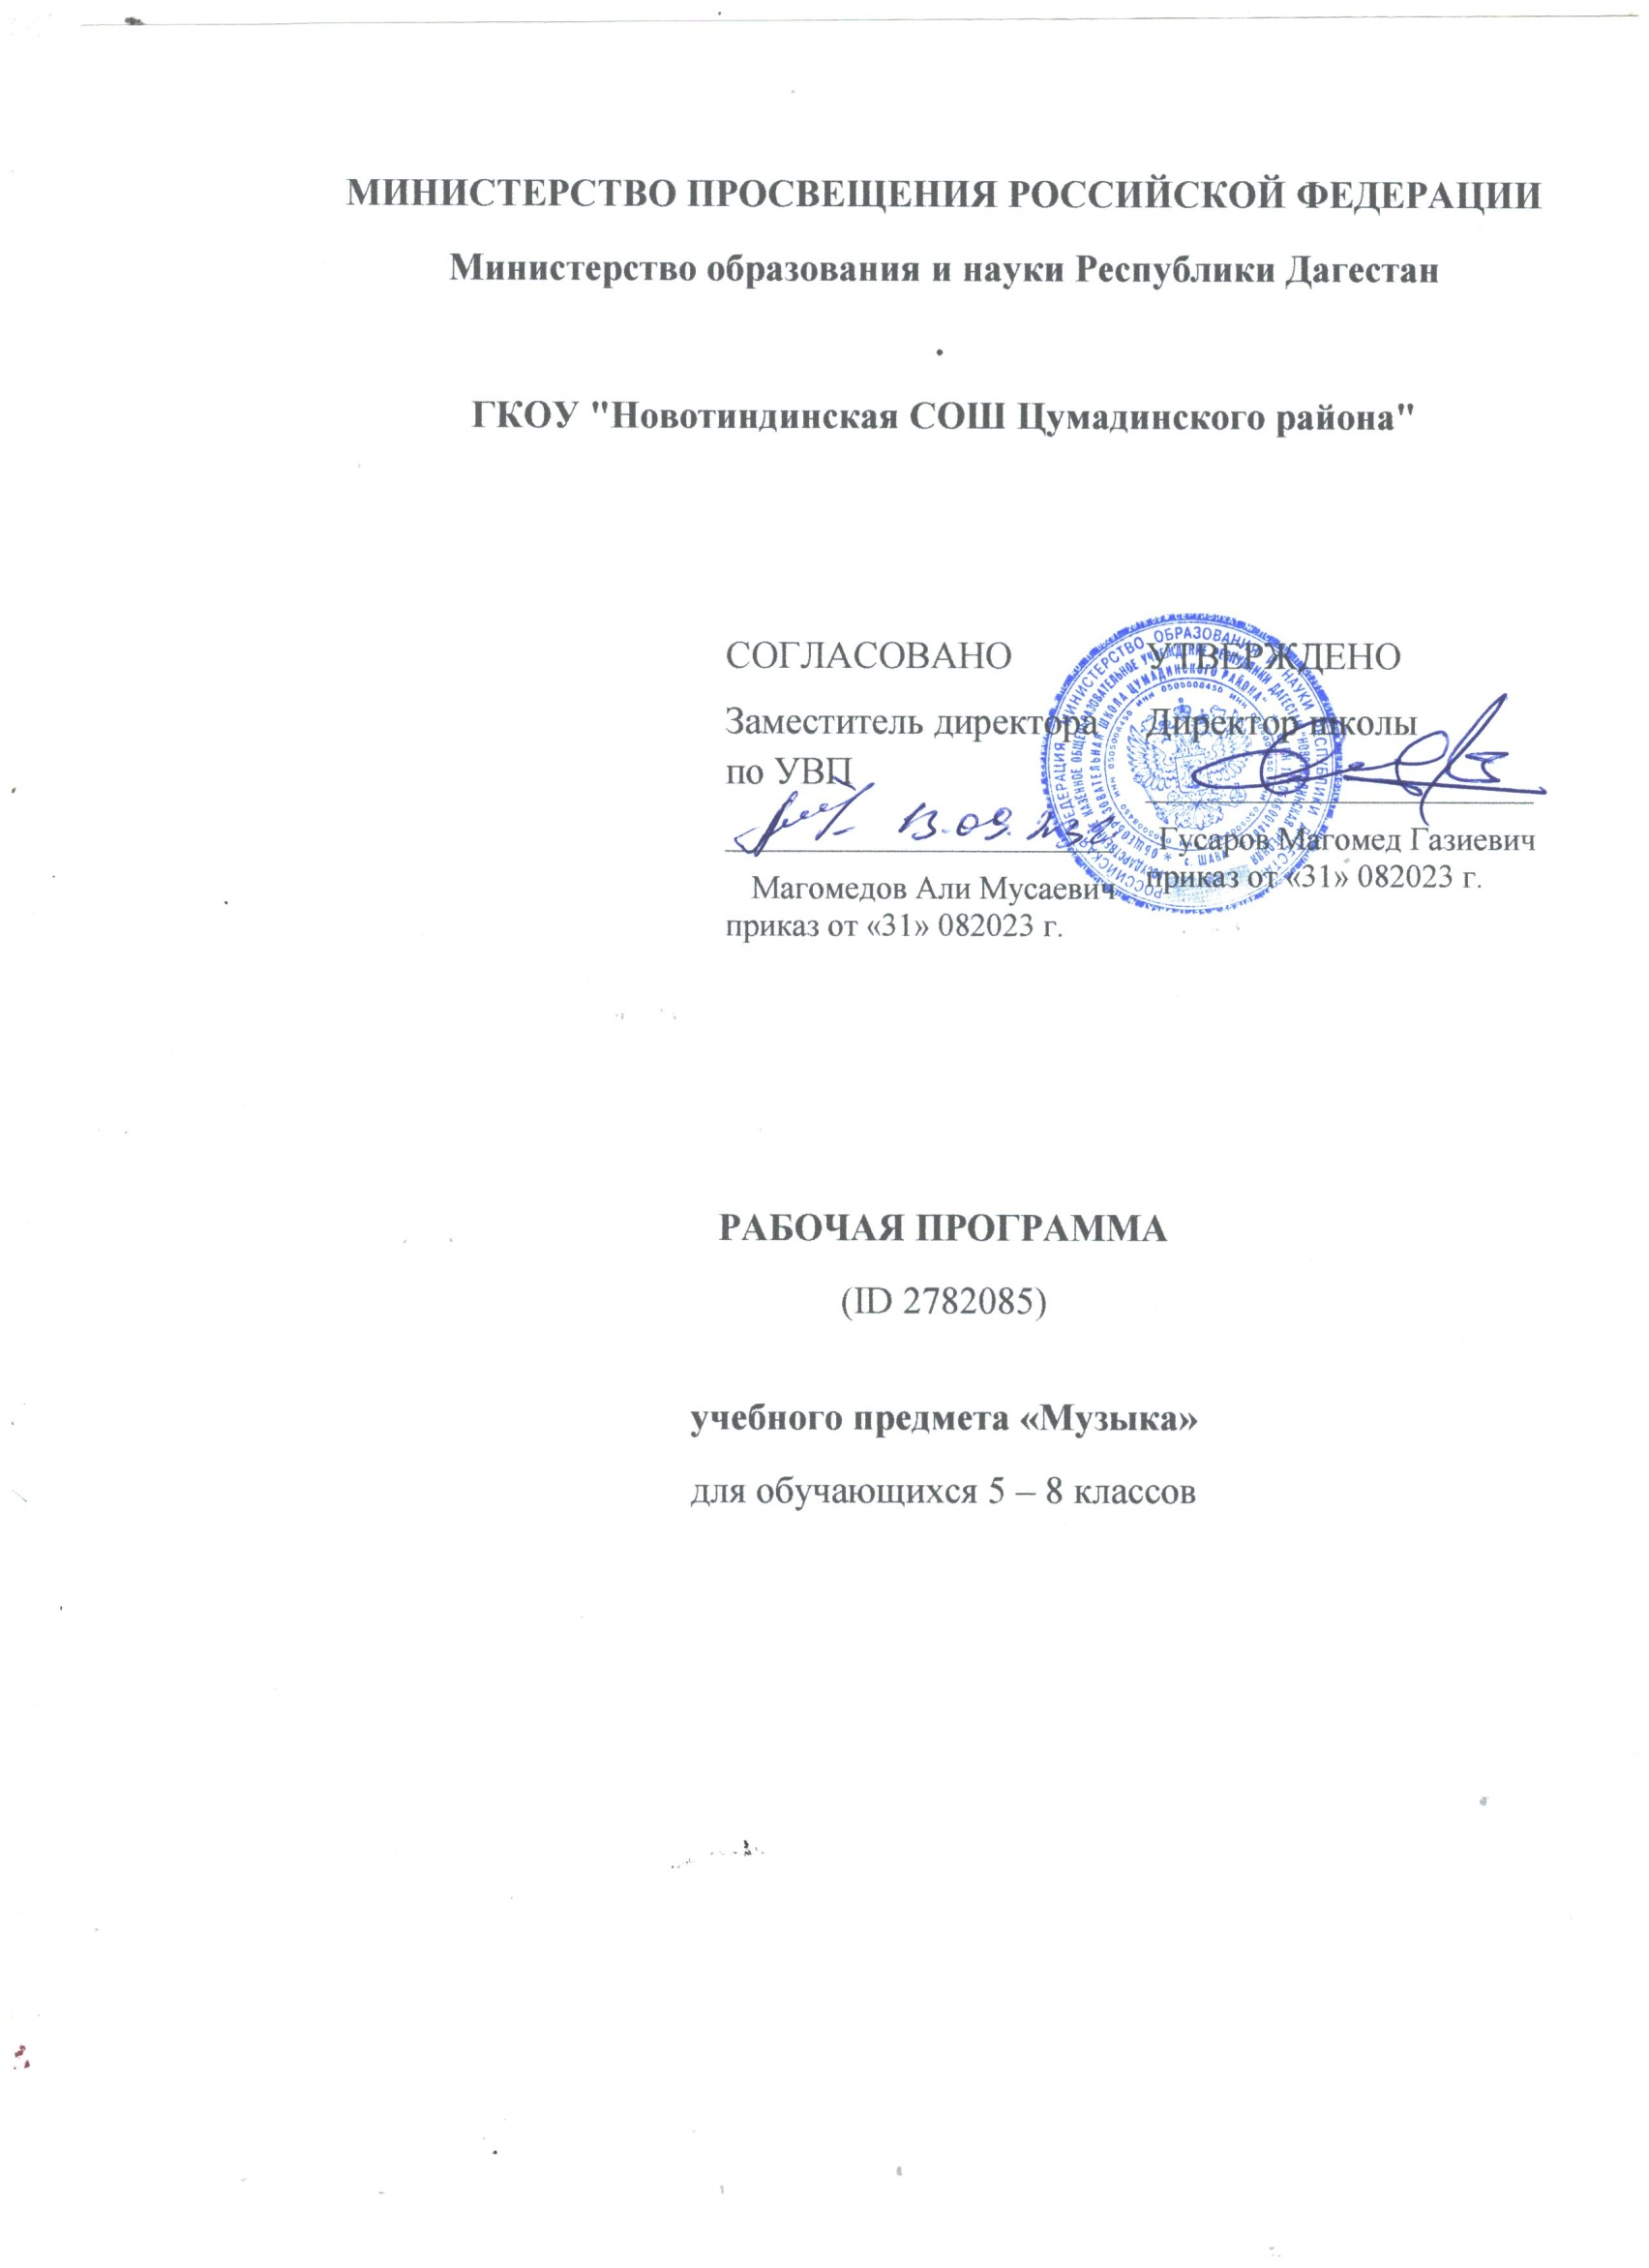 МИНИСТЕРСТВО ПРОСВЕЩЕНИЯ РОССИЙСКОЙ ФЕДЕРАЦИИ
Министерство образования и науки Республики Дагестан
.
ГКОУ "Новотиндинская СОШ Цумадинского района"
СОГЛАСОВАНО
Заместитель директора
по УВП
13.09.23г
Магомедов Али Мусаевич
приказ от «31» 082023 г.
УТВЕРЖДЕНО
Директор школы
Гусаров Магомед Газиевич
приказ от «31» 082023 г.
РАБОЧАЯ ПРОГРАММА
(ID 2782085)
учебного предмета «Музыка»
для обучающихся 5 – 8 классов